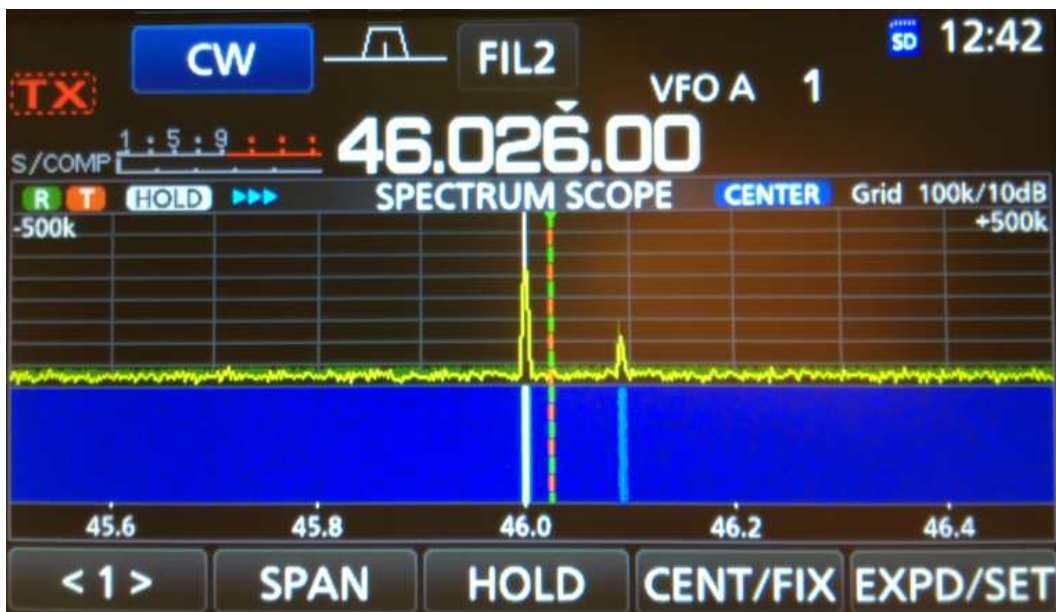 CW FIL2 SD 12:42
TX VFO A 1
46.026.00
S/COMP 1 5 9
R T HOLD SPECTRUM SCOPE CENTER Grid 100k/10dB
-500k +500k
45.6 45.8 46.0 46.2 46.4
< 1 > SPAN HOLD CENT/FIX EXPD/SET